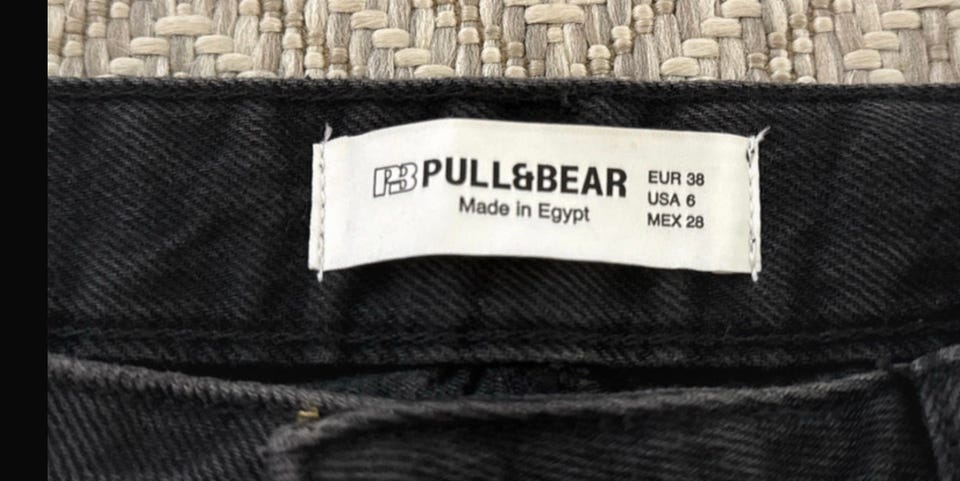 PB PULL&BEAR
Made in Egypt
EUR 38
USA 6
MEX 28